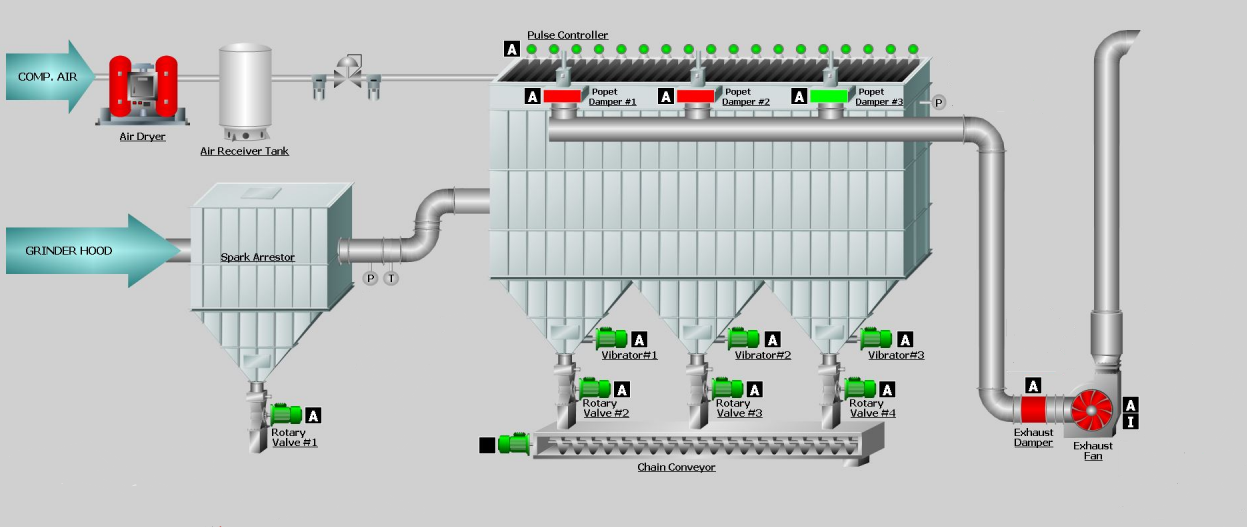 Pulse Controller
A
COMP. AIR
A
Popet
Damper #1
A
Popet
Damper #2
A
Popet
Damper #3
P
Air Dryer
Air Receiver Tank
GRINDER HOOD
Spark Arrestor
P
T
A
Vibrator#1
A
Vibrator#2
A
Vibrator#3
A
Rotary
Valve #1
A
Rotary
Valve #2
A
Rotary
Valve #3
A
Rotary
Valve #4
Chain Conveyor
A
Exhaust
Damper
A
I
Exhaust
Fan